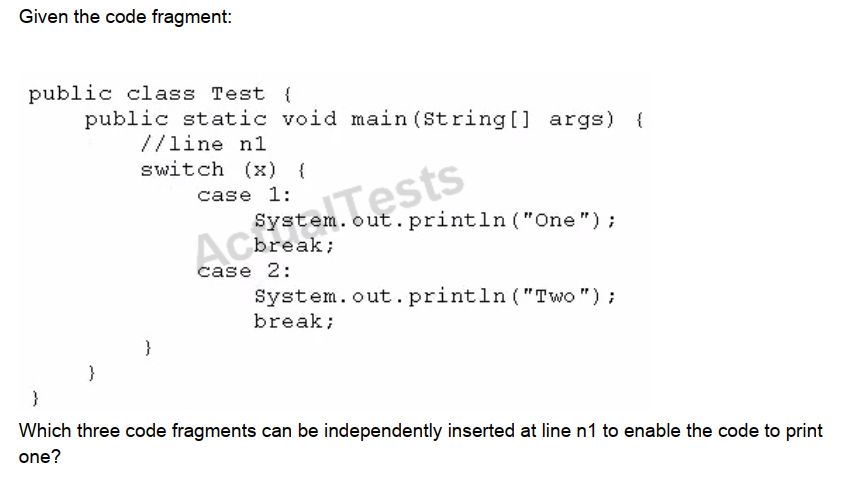 Given the code fragment:
public class Test {
public static void main(String[] args) {
//line n1
switch (x) {
case 1:
System.out.println("One");
break;
case 2:
System.out.println("Two");
break;
}
}
}
ActualTests
Which three code fragments can be independently inserted at line n1 to enable the code to print
one?